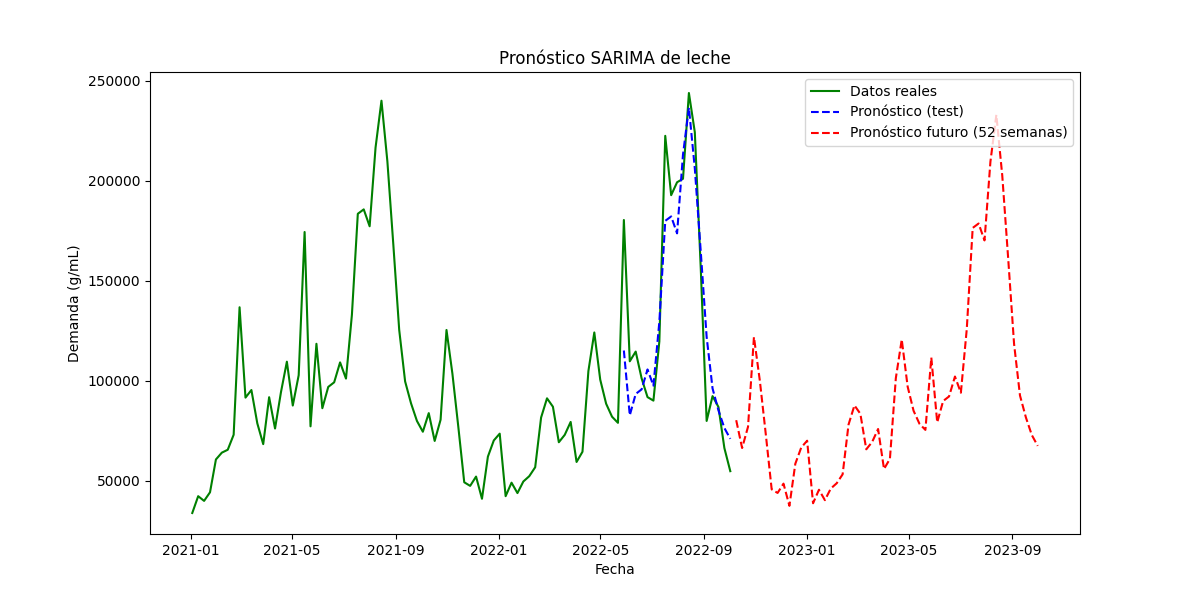 Pronóstico SARIMA de leche
250000
200000
150000
100000
50000
Demanda (g/mL)
Datos reales
Pronóstico (test)
Pronóstico futuro (52 semanas)
2021-01
2021-05
2021-09
2022-01
2022-05
2022-09
2023-01
2023-05
2023-09
Fecha